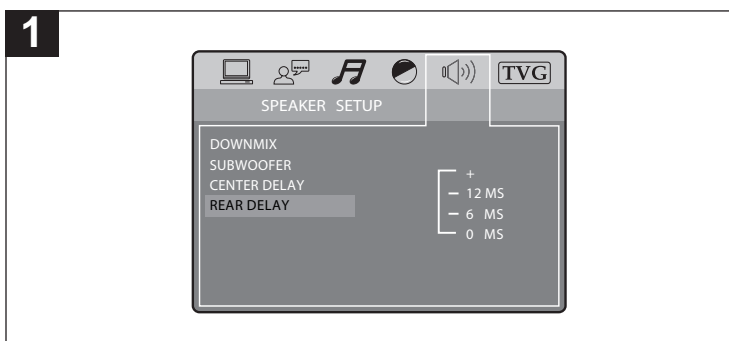 1
TVG
SPEAKER SETUP
DOWNMIX
SUBWOOFER
CENTER DELAY
REAR DELAY
+
12 MS
6 MS
0 MS